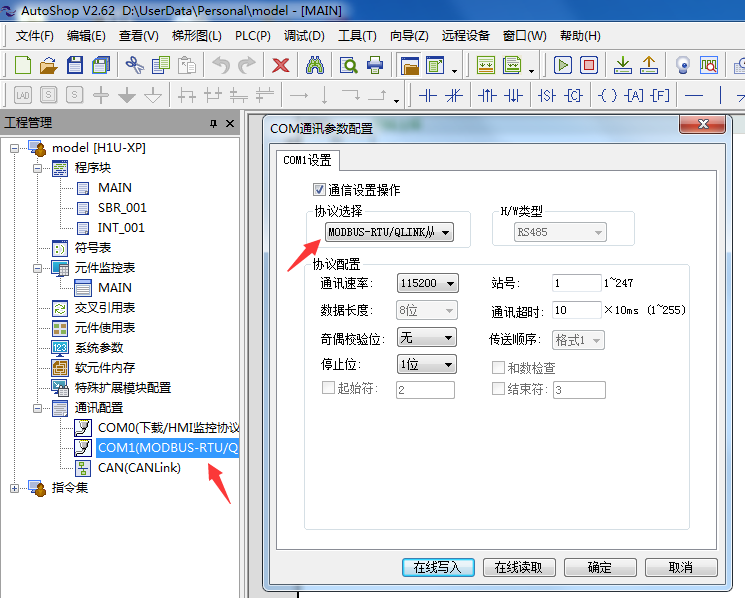 AutoShop V2.62 D:\UserData\Personal\model - [MAIN]
文件(F) 编辑(E) 查看(V) 梯形图(L) PLC(P) 调试(D) 工具(T) 向导(Z) 远程设备 窗口(W) 帮助(H)
LAD S S
(S) (C) ( ) [A] [F]
工程管理
model [H1U-XP]
程序块
MAIN
SBR_001
INT_001
符号表
元件监控表
MAIN
交叉引用表
元件使用表
系统参数
软元件内存
特殊扩展模块配置
通讯配置
COM0(下载/HMI监控协议
COM1(MODBUS-RTU/Q
CAN(CANLink)
指令集
COM通讯参数配置
COM1设置
通信设置操作
协议选择
MODBUS-RTU/QLINK从
H/W类型
RS485
协议配置
通讯速率: 115200 站号: 1 1~247
数据长度: 8位 通讯超时: 10 ×10ms (1~255)
奇偶校验位: 无 传送顺序: 格式1
停止位: 1位 和数检查
起始符: 2 结束符: 3
在线写入 在线读取 确定 取消